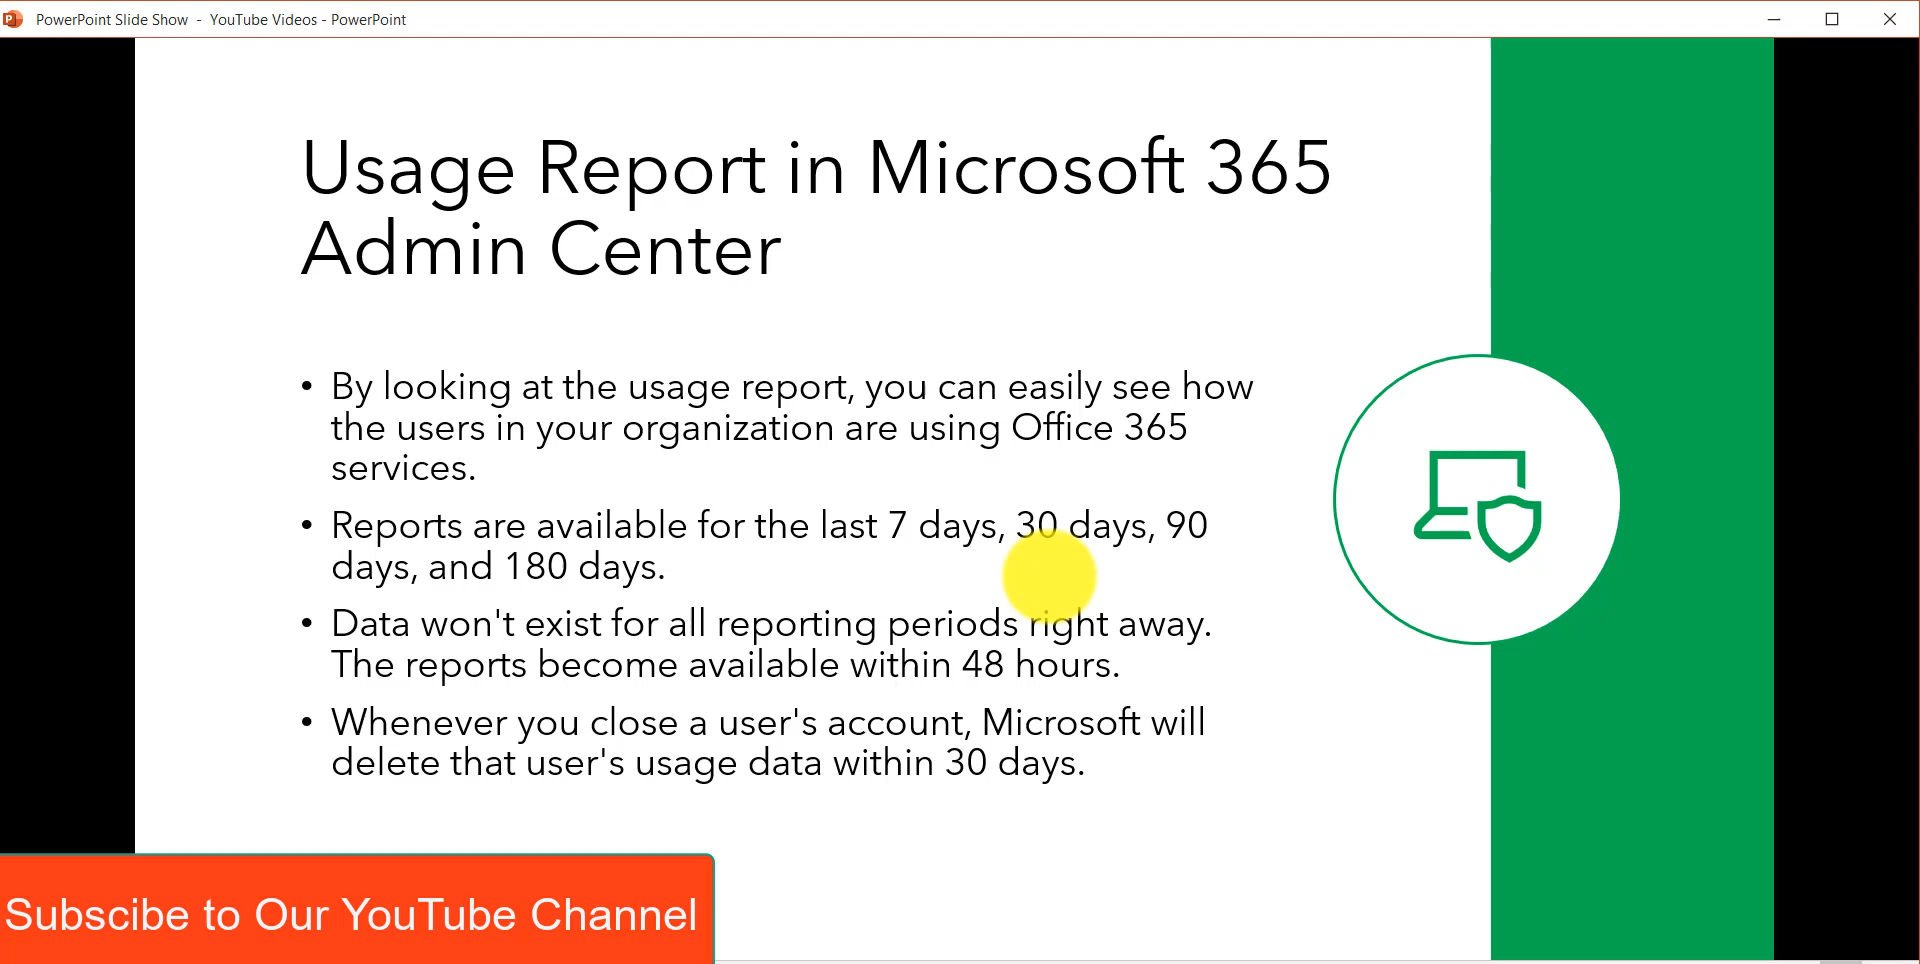 PowerPoint Slide Show - YouTube Videos - PowerPoint
Usage Report in Microsoft 365
Admin Center
• By looking at the usage report, you can easily see how
the users in your organization are using Office 365
services.
• Reports are available for the last 7 days, 30 days, 90
days, and 180 days.
• Data won't exist for all reporting periods right away.
The reports become available within 48 hours.
• Whenever you close a user's account, Microsoft will
delete that user's usage data within 30 days.
Subscibe to Our YouTube Channel